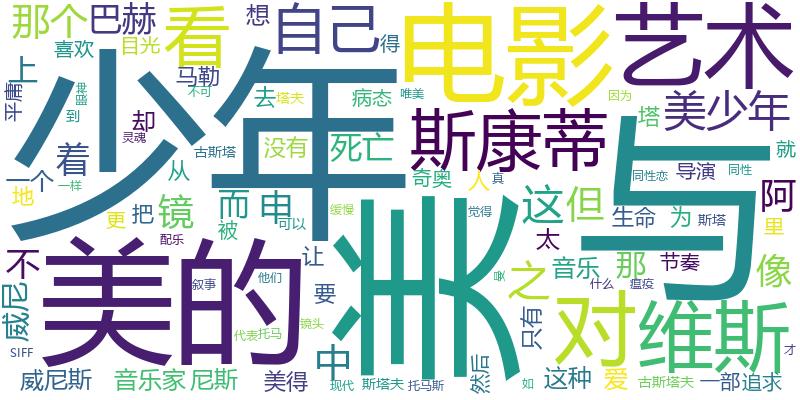 那个
巴赫
看
想
自己
得
电影
艺术
喜欢
目光
上
马勒
去
塔夫
病态
唯美
因为
平庸
到
不可
少年
灵魂
却
古斯塔
没有
死亡
斯康蒂
塔
美少年
与
就
一个
着
从
奇奥
人
真
同性恋
导演
同性
地
一样
更
把
镜
而
申
缓慢
可以
觉得
这
但
生命
为
斯塔
阿
里
不
配乐
被
美
太
那
节奏
像
美的
叙事
他们
让
要
之
音乐
曼
什么
瘟疫
威尼
代表
托马
镜头
对
维斯
只有
才
SIFF
威尼斯
音乐家
尼斯
美得
中
现代
斯塔夫
托马斯
然后
如
这种
爱
古斯塔夫
一部
追求